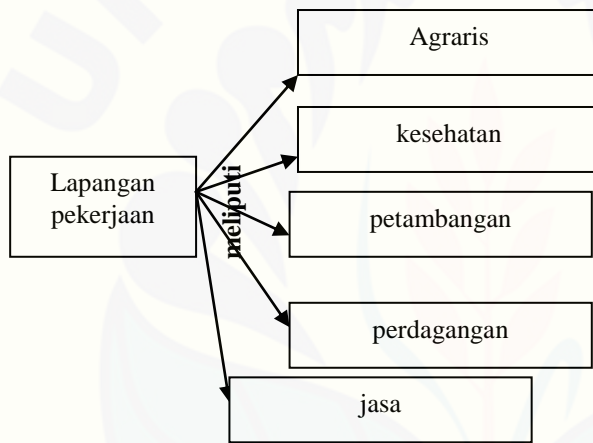 Agraris
kesehatan
Lapangan
pekerjaan
meliputi
petambangan
perdagangan
jasa